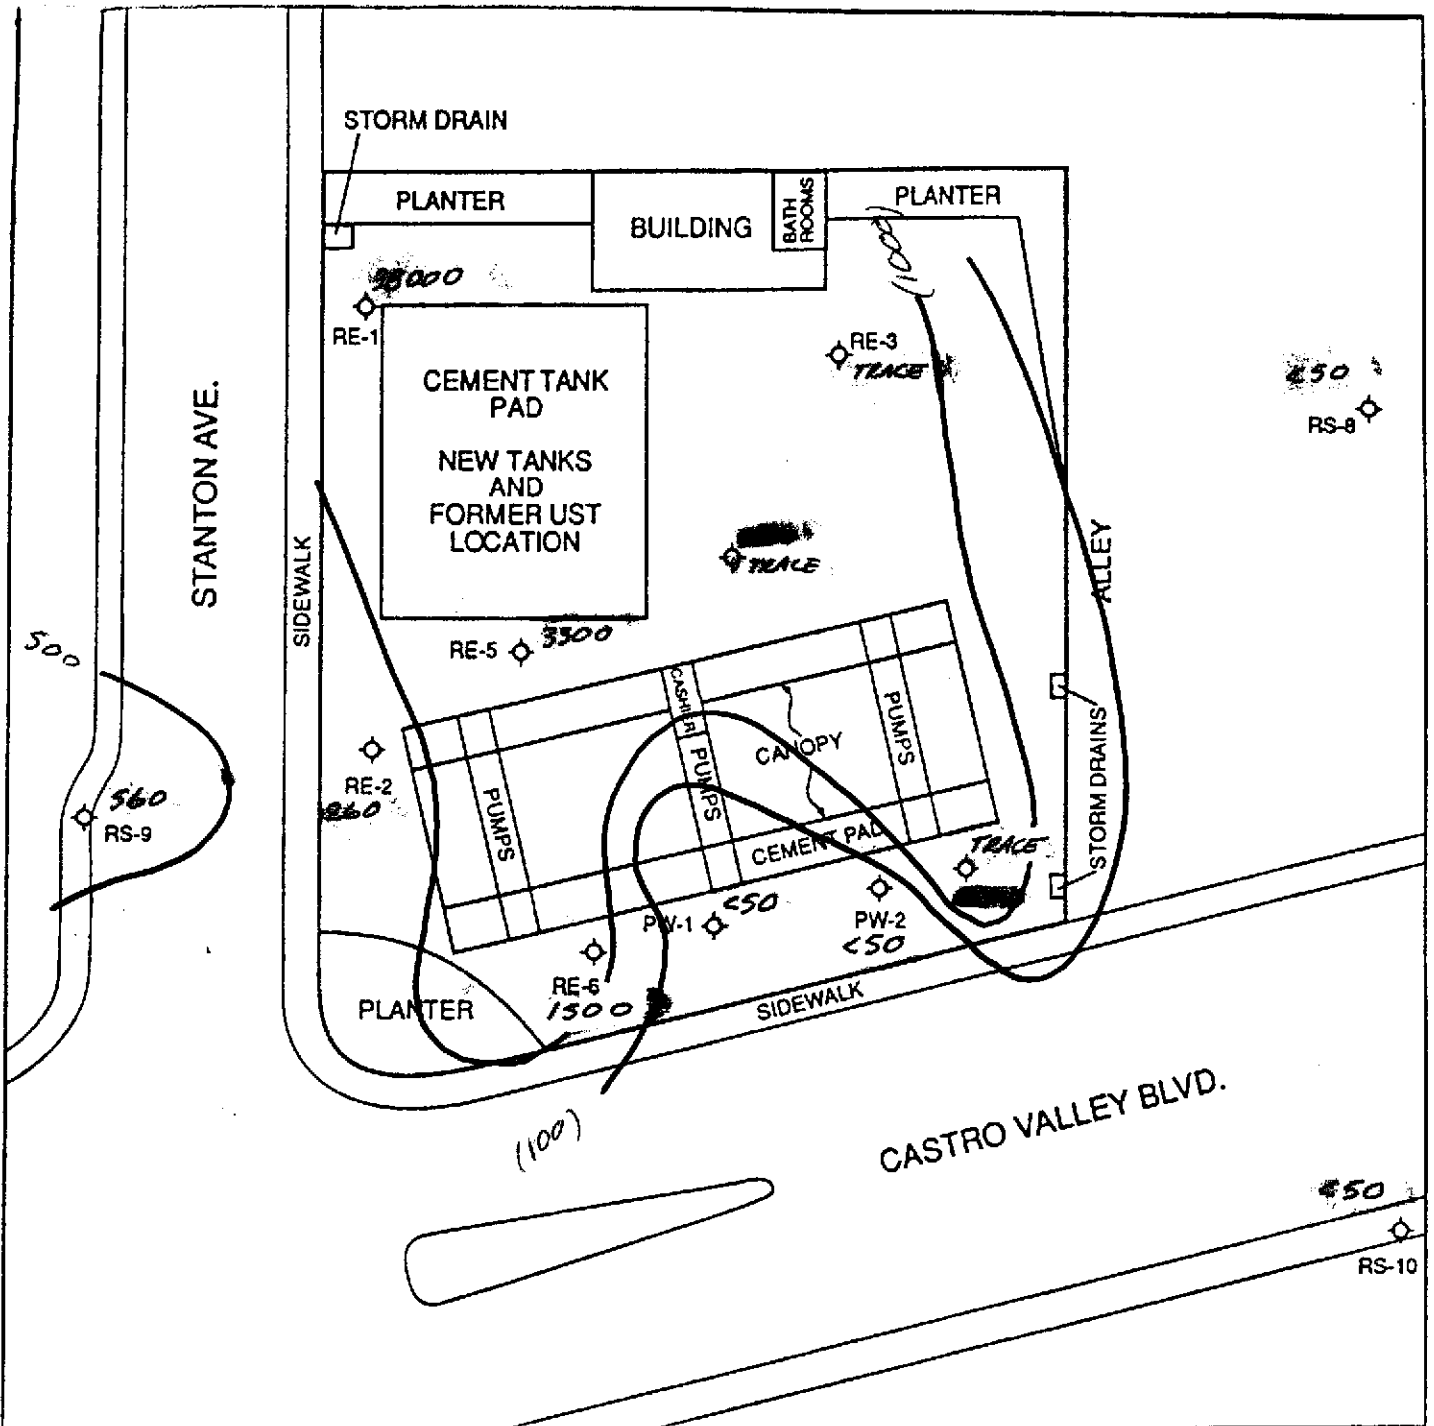 STORM DRAIN
PLANTER
BUILDING
BATH
ROOMS
PLANTER
(1000)
RE-1
RE-3
TRACE
CEMENT TANK
PAD
NEW TANKS
AND
FORMER UST
LOCATION
STANTON AVE.
SIDEWALK
<50
RS-8
TRACE
ALLEY
500
RE-5
3300
CASHIER
PUMPS
CANOPY
PUMPS
PUMPS
RE-2
560
RS-9
CEMENT PAD
STORM DRAINS
TRACE
PW-1
<50
PW-2
<50
RE-6
1500
PLANTER
SIDEWALK
(100)
CASTRO VALLEY BLVD.
<50
RS-10